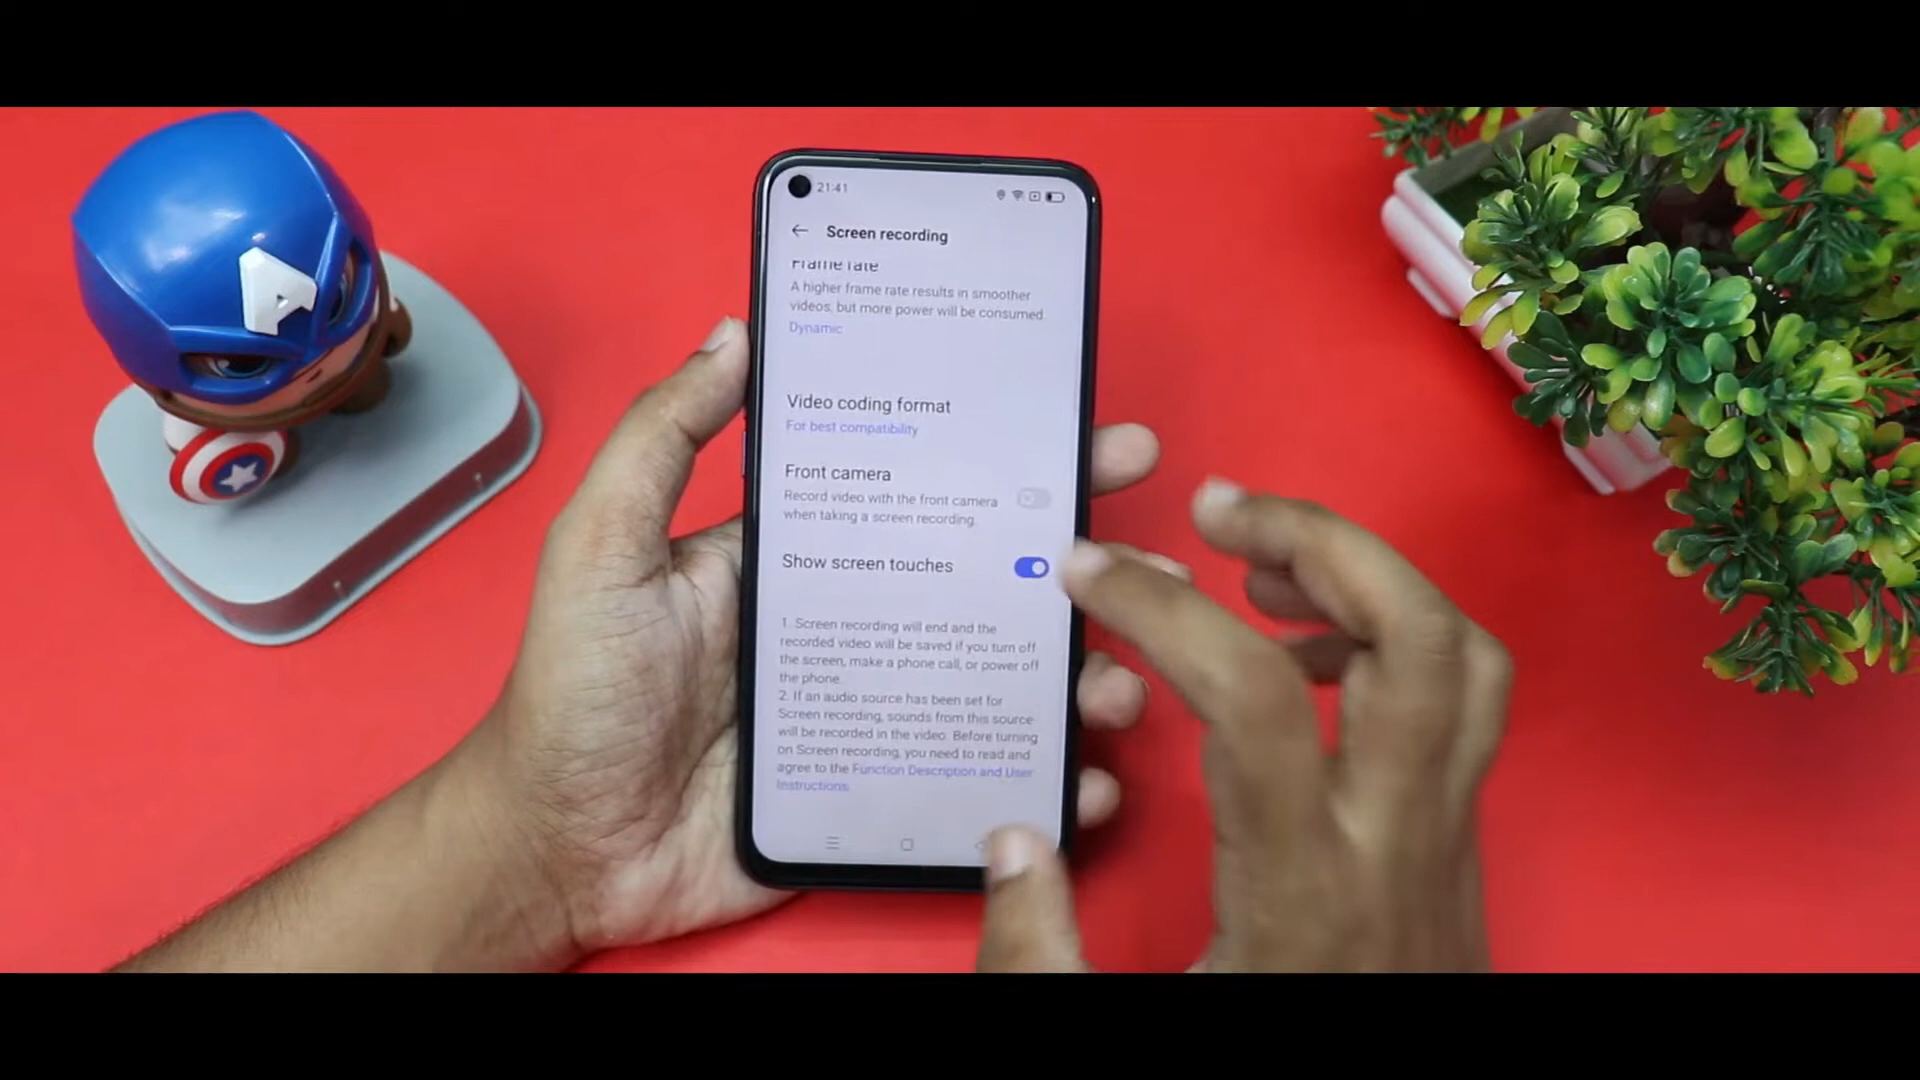 21:41
Screen recording
Frame rate
A higher frame rate results in smoother
videos, but more power will be consumed.
Dynamic
Video coding format
For best compatibility
Front camera
Record video with the front camera
when taking a screen recording.
Show screen touches
1. Screen recording will end and the
recorded video will be saved if you turn off
the screen, make a phone call, or power off
the phone.
2. If an audio source has been set for
Screen recording, sounds from this source
will be recorded in the video. Before turning
on Screen recording, you need to read and
agree to the Function Description and User
Instructions.
A